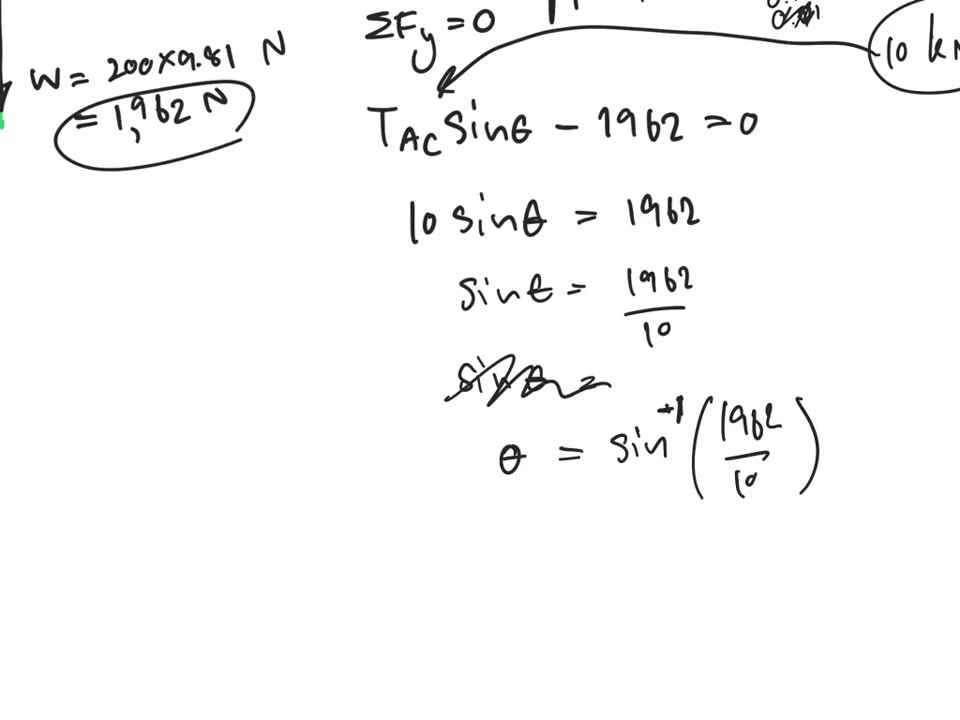 ΣFy = 0
10 k
W = 200×9.81 N
= 1,962 N
TAC sinθ - 1962 = 0
10 sinθ = 1962
sinθ = 1962/10
sinθ =
θ = sin⁻¹(1962/10)